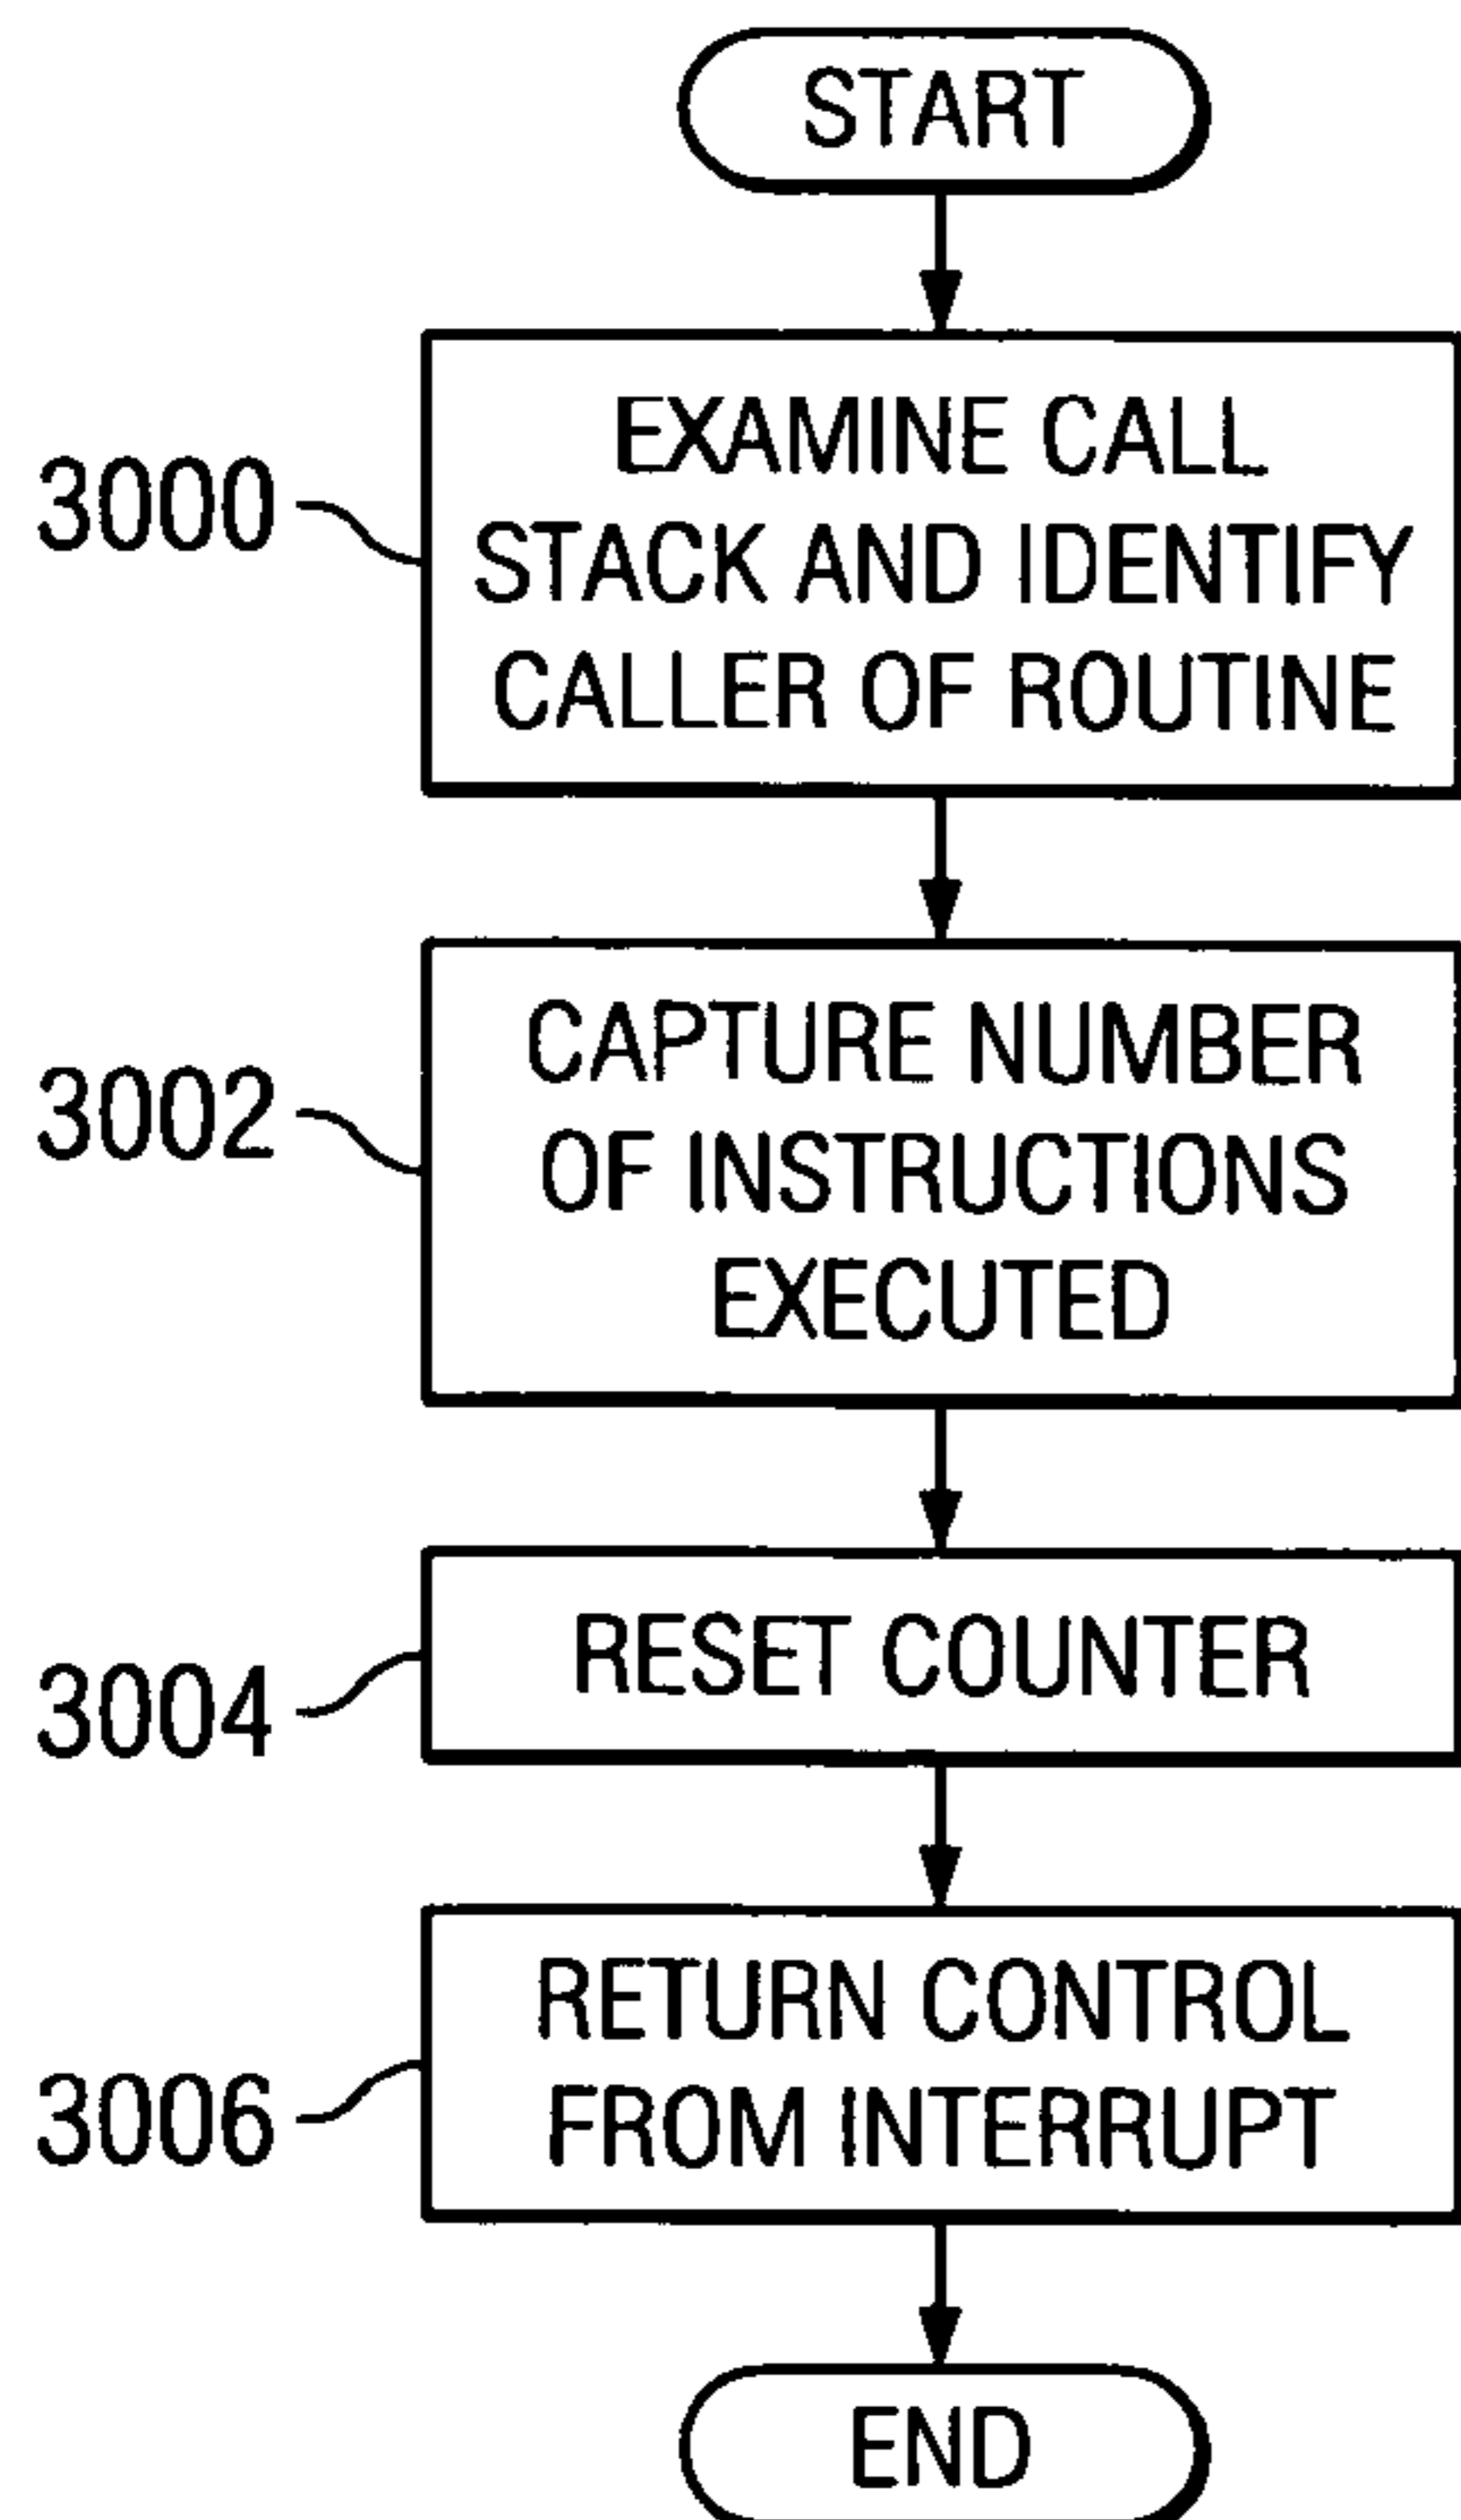 START
3000
EXAMINE CALL
STACK AND IDENTIFY
CALLER OF ROUTINE
3002
CAPTURE NUMBER
OF INSTRUCTIONS
EXECUTED
3004
RESET COUNTER
3006
RETURN CONTROL
FROM INTERRUPT
END